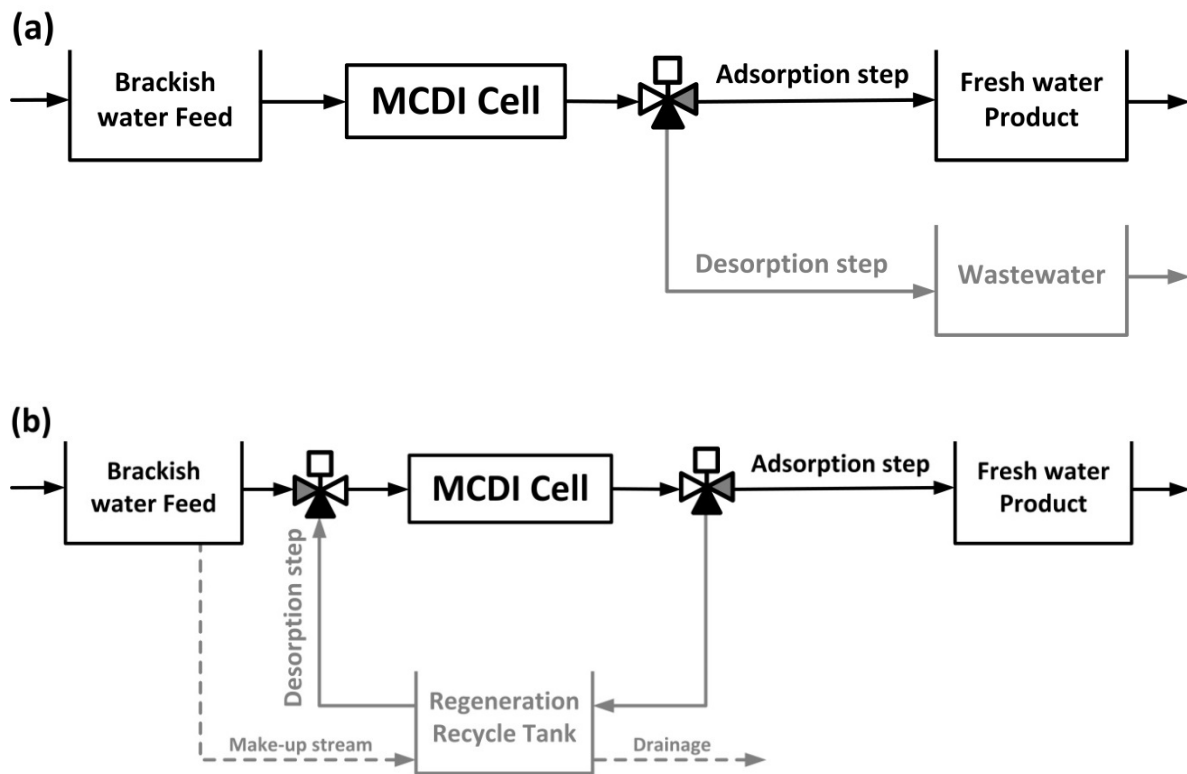 (a)
Brackish
water Feed
MCDI Cell
Adsorption step
Fresh water
Product
Desorption step
Wastewater
(b)
Brackish
water Feed
MCDI Cell
Adsorption step
Fresh water
Product
Desorption step
Regeneration
Recycle Tank
Make-up stream
Drainage